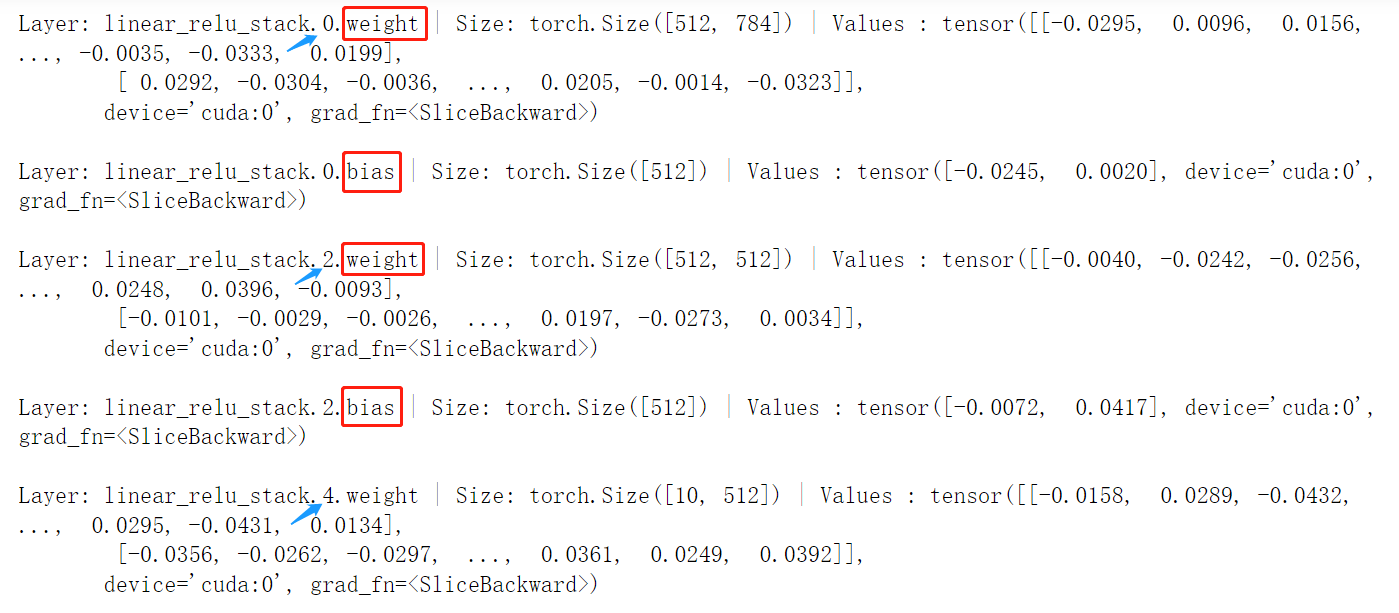 Layer: linear_relu_stack.0.weight | Size: torch.Size([512, 784]) | Values : tensor([[-0.0295,  0.0096,  0.0156,
...,  -0.0035, -0.0333,  0.0199],
[ 0.0292, -0.0304, -0.0036,  ...,  0.0205, -0.0014, -0.0323]],
device='cuda:0', grad_fn=<SliceBackward>)
Layer: linear_relu_stack.0.bias | Size: torch.Size([512]) | Values : tensor([-0.0245,  0.0020], device='cuda:0',
grad_fn=<SliceBackward>)
Layer: linear_relu_stack.2.weight | Size: torch.Size([512, 512]) | Values : tensor([[-0.0040, -0.0242, -0.0256,
...,  0.0248,  0.0396, -0.0093],
[-0.0101, -0.0029, -0.0026,  ...,  0.0197, -0.0273,  0.0034]],
device='cuda:0', grad_fn=<SliceBackward>)
Layer: linear_relu_stack.2.bias | Size: torch.Size([512]) | Values : tensor([-0.0072,  0.0417], device='cuda:0',
grad_fn=<SliceBackward>)
Layer: linear_relu_stack.4.weight | Size: torch.Size([10, 512]) | Values : tensor([[-0.0158,  0.0289, -0.0432,
...,  0.0295, -0.0431,  0.0134],
[-0.0356, -0.0262, -0.0297,  ...,  0.0361,  0.0249,  0.0392]],
device='cuda:0', grad_fn=<SliceBackward>)